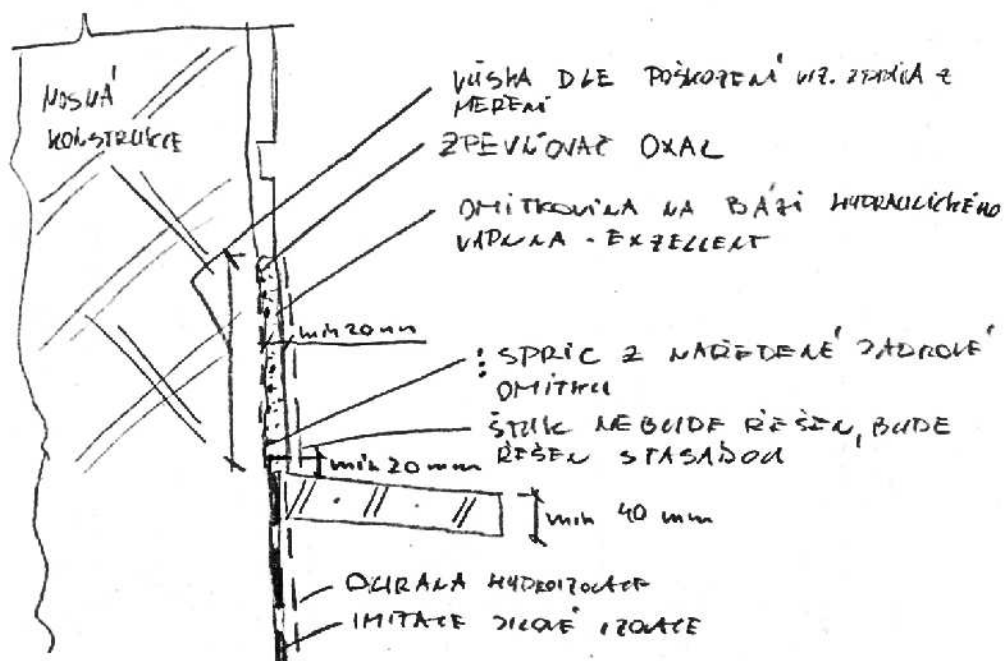 NOSNÁ
KONSTRUKCE
VÝŠKA DLE POŠKOZENÍ VIZ. ZPRÁVA Z
MĚŘENÍ
ZPEVŇOVAČ OXAL
OMÍTKOVINA NA BÁZI HYDRAULICKÉHO
VÁPNA - EXZELLENT
min 20 mm
: SPRIC Z NAŘEDĚNÉ JÁDROVÉ
OMÍTKY
ŠTUK NEBUDE ŘEŠEN, BUDE
ŘEŠEN S FASÁDOU
min 20 mm
min 40 mm
OCHRANA HYDROIZOLACE
IMITACE IZOLACE